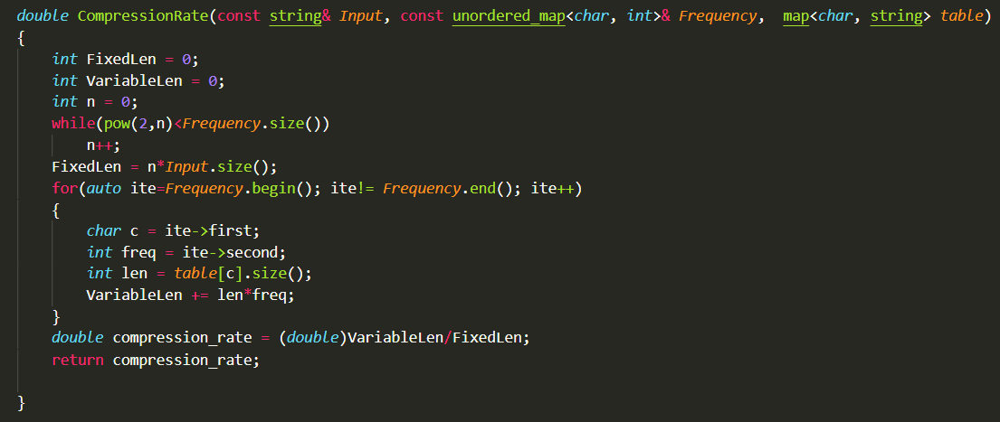 double CompressionRate(const string& Input, const unordered_map<char, int>& Frequency,  map<char, string> table)
{
    int FixedLen = 0;
    int VariableLen = 0;
    int n = 0;
    while(pow(2,n)<Frequency.size())
        n++;
    FixedLen = n*Input.size();
    for(auto ite=Frequency.begin(); ite!= Frequency.end(); ite++)
    {
        char c = ite->first;
        int freq = ite->second;
        int len = table[c].size();
        VariableLen += len*freq;
    }
    double compression_rate = (double)VariableLen/FixedLen;
    return compression_rate;

}